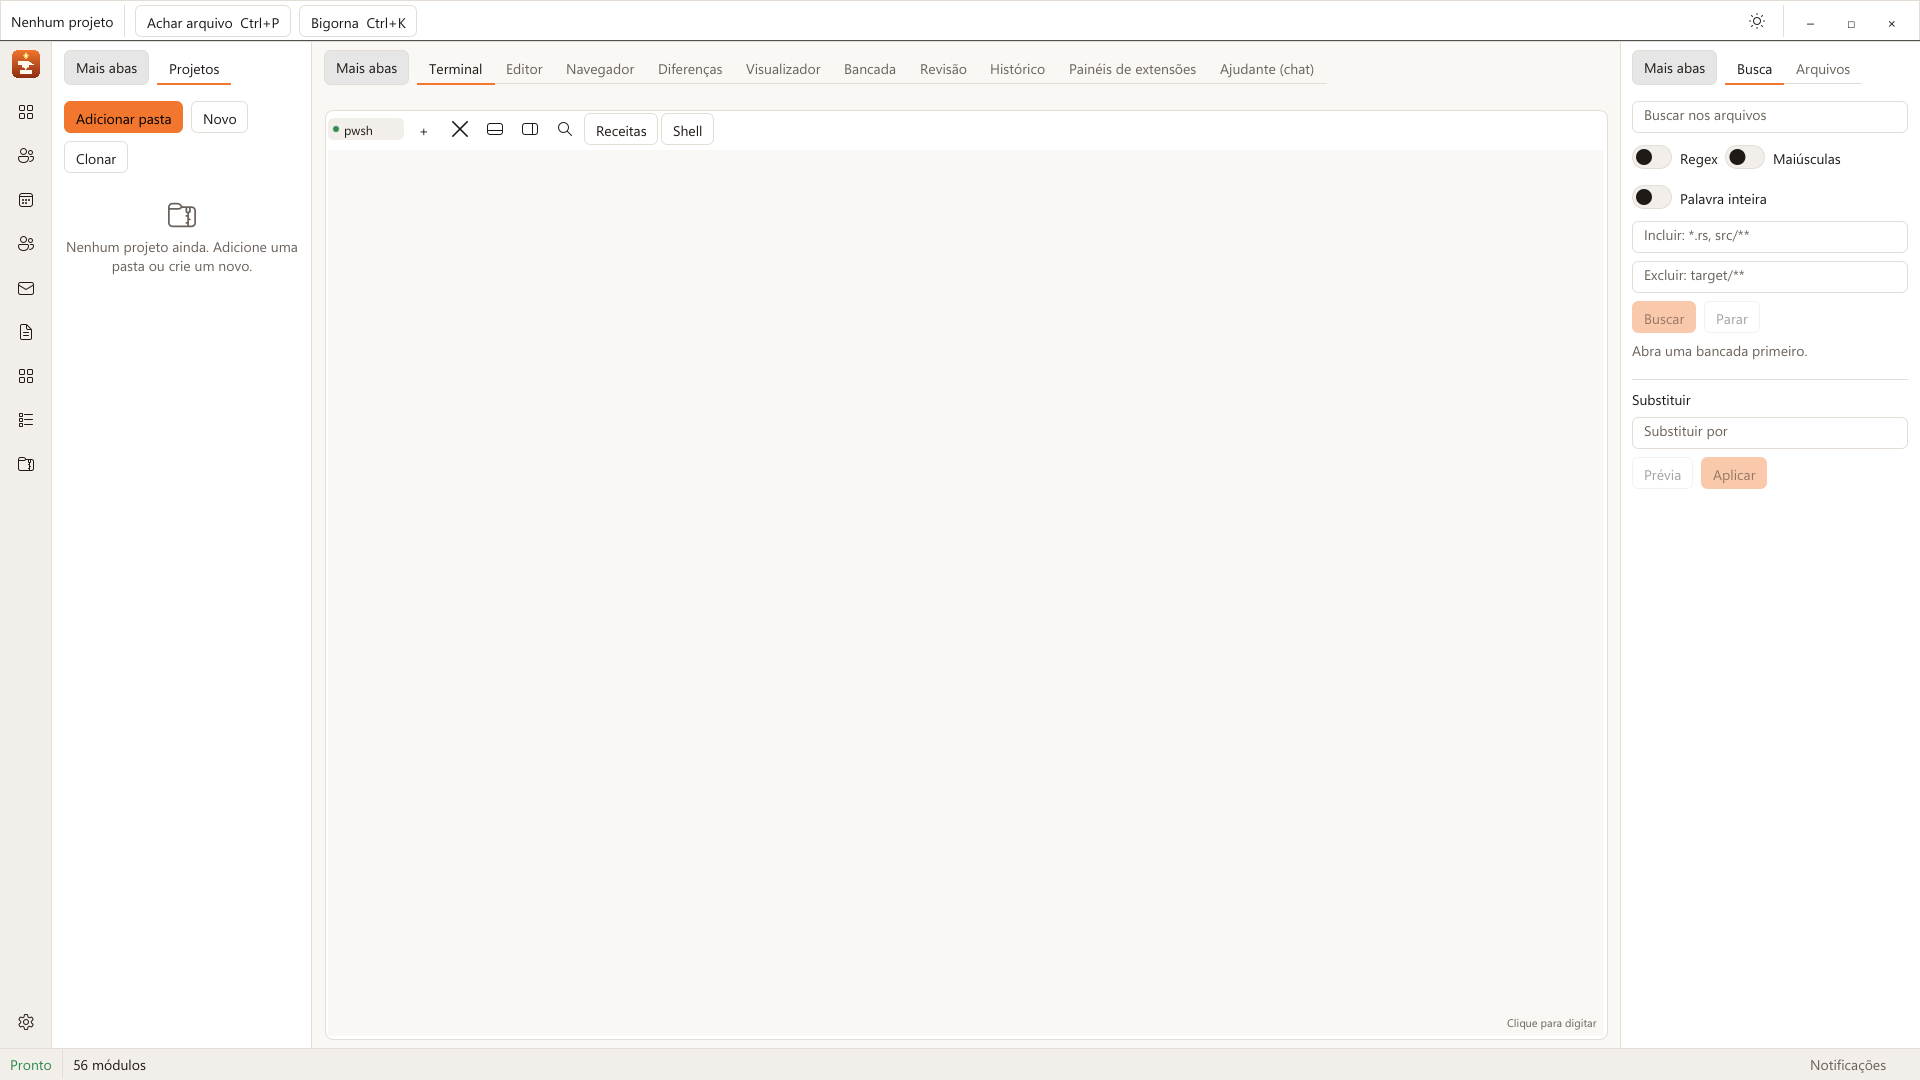 Nenhum projeto
Achar arquivo Ctrl+P
Bigorna Ctrl+K
Mais abas
Projetos
Adicionar pasta
Novo
Clonar
Nenhum projeto ainda. Adicione uma
pasta ou crie um novo.
Mais abas
Terminal
Editor
Navegador
Diferenças
Visualizador
Bancada
Revisão
Histórico
Painéis de extensões
Ajudante (chat)
pwsh
+
Receitas
Shell
Clique para digitar
Mais abas
Busca
Arquivos
Buscar nos arquivos
Regex
Maiúsculas
Palavra inteira
Incluir: *.rs, src/**
Excluir: target/**
Buscar
Parar
Abra uma bancada primeiro.
Substituir
Substituir por
Prévia
Aplicar
Pronto
56 módulos
Notificações